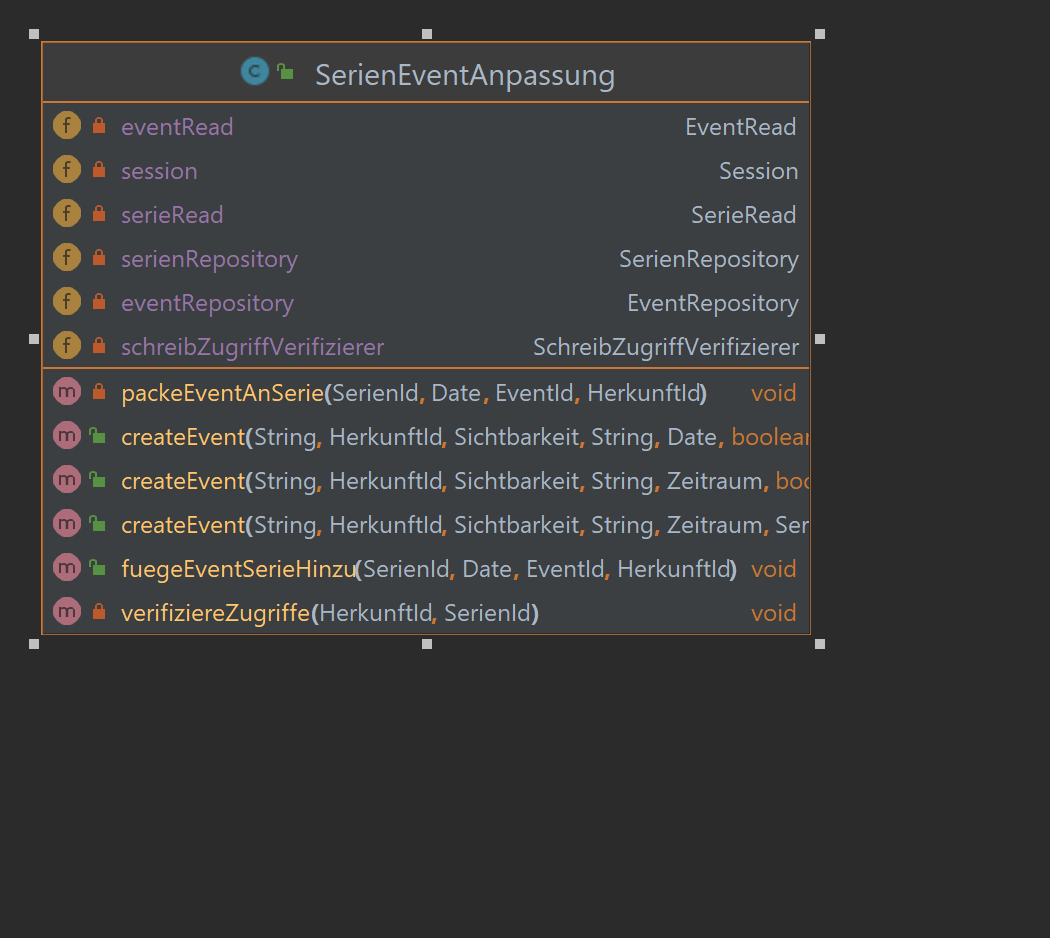 SerienEventAnpassung
eventRead EventRead
session Session
serieRead SerieRead
serienRepository SerienRepository
eventRepository EventRepository
schreibZugriffVerifizierer SchreibZugriffVerifizierer
packeEventAnSerie(SerienId, Date, EventId, HerkunftId) void
createEvent(String, HerkunftId, Sichtbarkeit, String, Date, boolean
createEvent(String, HerkunftId, Sichtbarkeit, String, Zeitraum, boo
createEvent(String, HerkunftId, Sichtbarkeit, String, Zeitraum, Ser
fuegeEventSerieHinzu(SerienId, Date, EventId, HerkunftId) void
verifiziereZugriffe(HerkunftId, SerienId) void